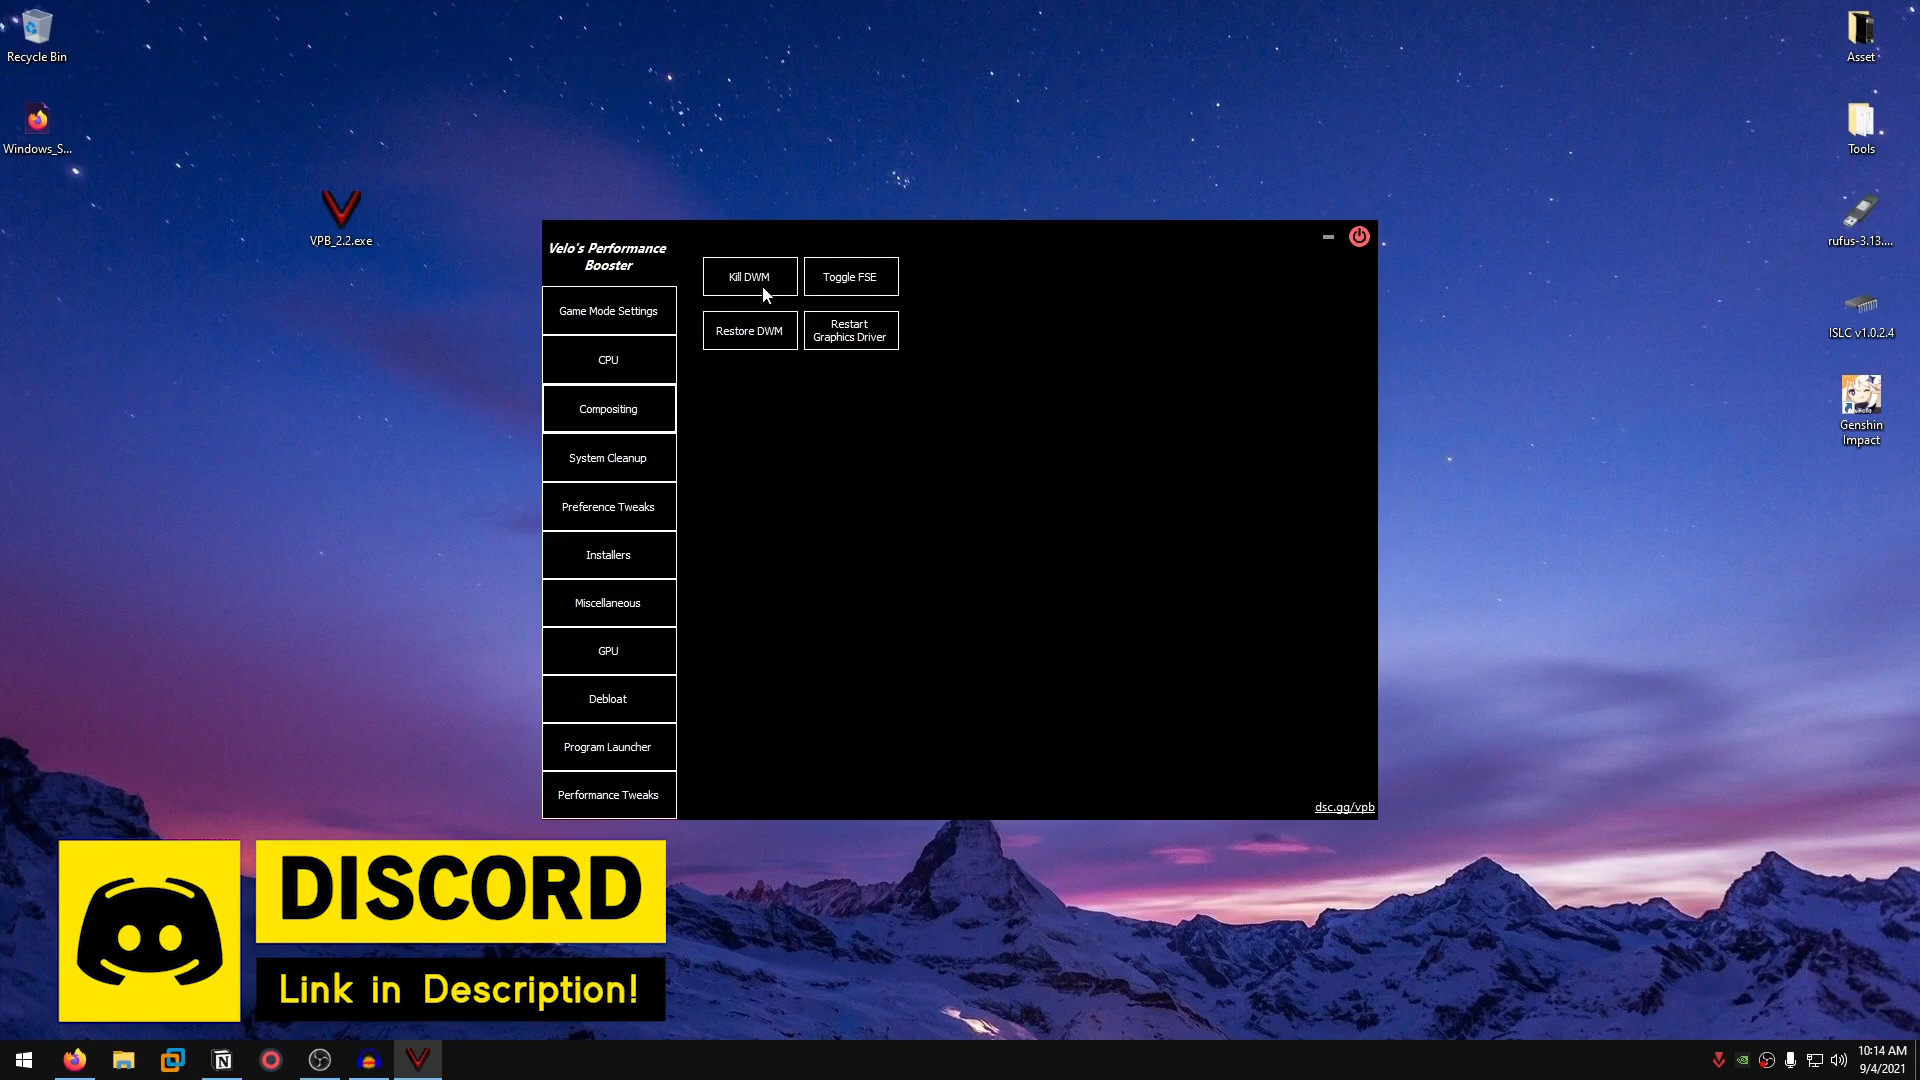 Recycle Bin
Windows_S...
VPB_2.2.exe
Asset
Tools
rufus-3.13....
ISLC v1.0.2.4
Genshin
Impact
Velo's Performance
Booster
Game Mode Settings
CPU
Compositing
System Cleanup
Preference Tweaks
Installers
Miscellaneous
GPU
Debloat
Program Launcher
Performance Tweaks
Kill DWM
Toggle FSE
Restore DWM
Restart
Graphics Driver
dsc.gg/vpb
DISCORD
Link in Description!
10:14 AM
9/4/2021